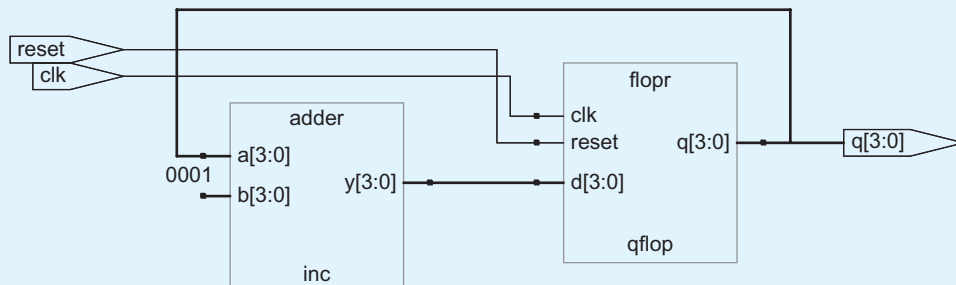 reset
clk
adder
a[3:0]
0001
b[3:0]
y[3:0]
inc
flopr
clk
reset
q[3:0]
d[3:0]
qflop
q[3:0]